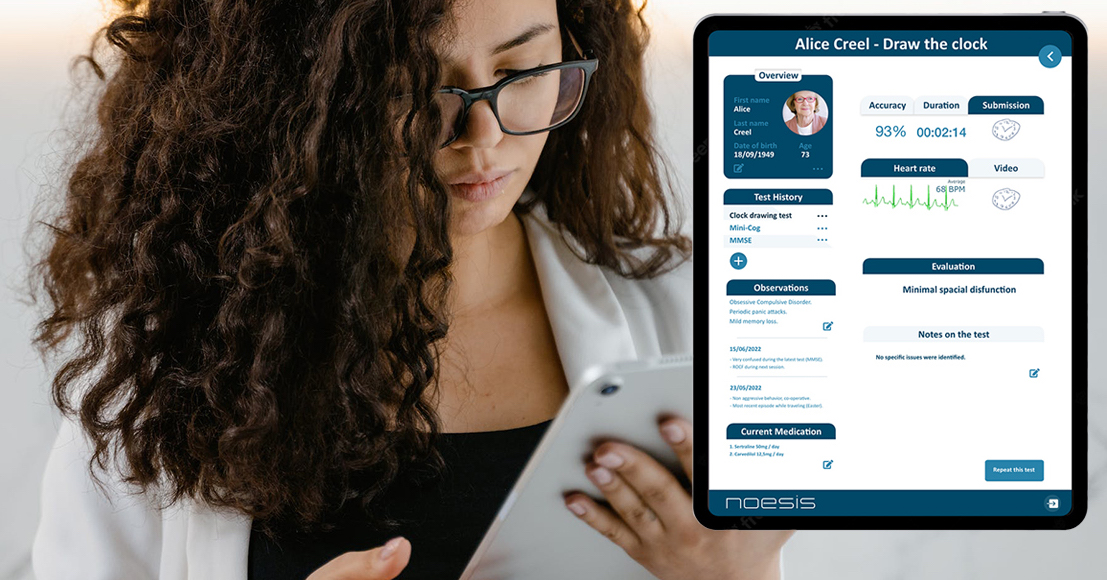 Alice Creel - Draw the clock
Overview
First name
Alice
Last name
Creel
Date of birth
Age
18/09/1949
73
Test History
Clock drawing test
Mini-Cog
MMSE
Observations
Obsessive Compulsive Disorder.
Periodic panic attacks.
Mild memory loss.
15/06/2022
- Very confused during the latest test (MMSE).
- ROOF during next session.
23/05/2022
- Non aggressive behavior, co-operative.
- Most recent episode while traveling (Easter).
Current Medication
1. Sertraline 50mg / day
2. Carvedilol 12,5mg / day
Accuracy Duration Submission
93% 00:02:14
Heart rate Video
Average
68 BPM
Evaluation
Minimal spacial disfunction
Notes on the test
No specific issues were identified.
Repeat this test
noesis